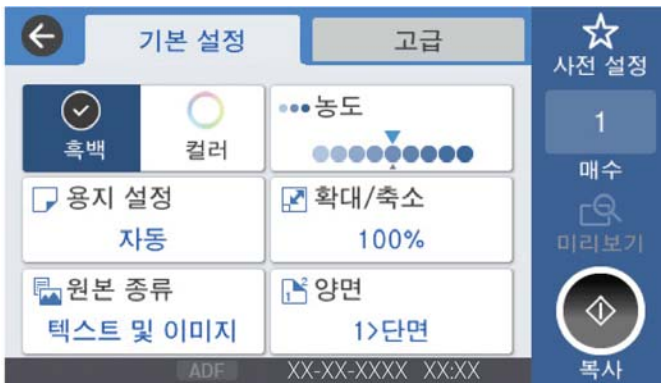 기본 설정
고급
사전 설정
흑백
컬러
농도
1
매수
용지 설정
자동
확대/축소
100%
미리보기
원본 종류
텍스트 및 이미지
양면
1>단면
복사
ADF
XX-XX-XXXX XX:XX